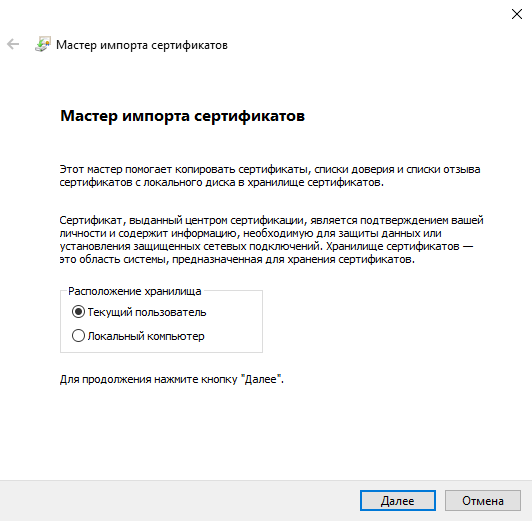 Мастер импорта сертификатов
Мастер импорта сертификатов
Этот мастер помогает копировать сертификаты, списки доверия и списки отзыва
сертификатов с локального диска в хранилище сертификатов.
Сертификат, выданный центром сертификации, является подтверждением вашей
личности и содержит информацию, необходимую для защиты данных или
установления защищенных сетевых подключений. Хранилище сертификатов —
это область системы, предназначенная для хранения сертификатов.
Расположение хранилища
Текущий пользователь
Локальный компьютер
Для продолжения нажмите кнопку "Далее".
Далее
Отмена